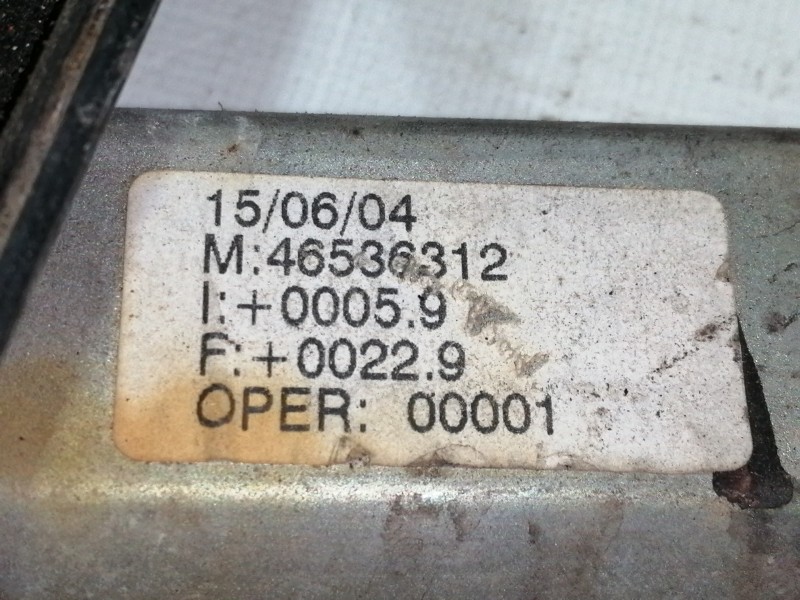 15/06/04
M:46536312
I:+0005.9
F:+0022.9
OPER: 00001